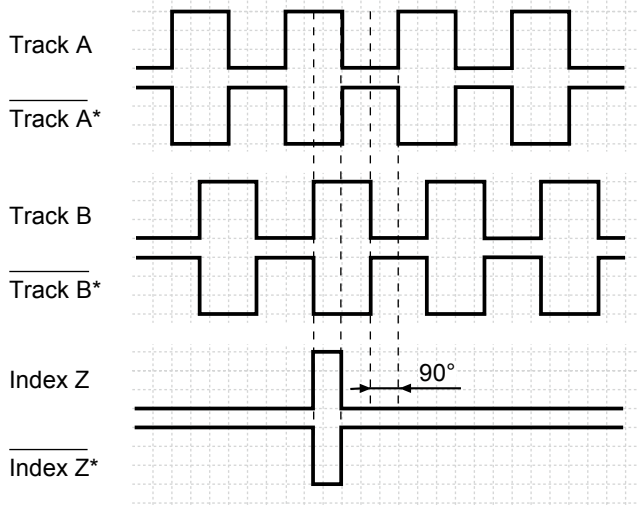 Track A
Track A*
Track B
Track B*
Index Z
90°
Index Z*